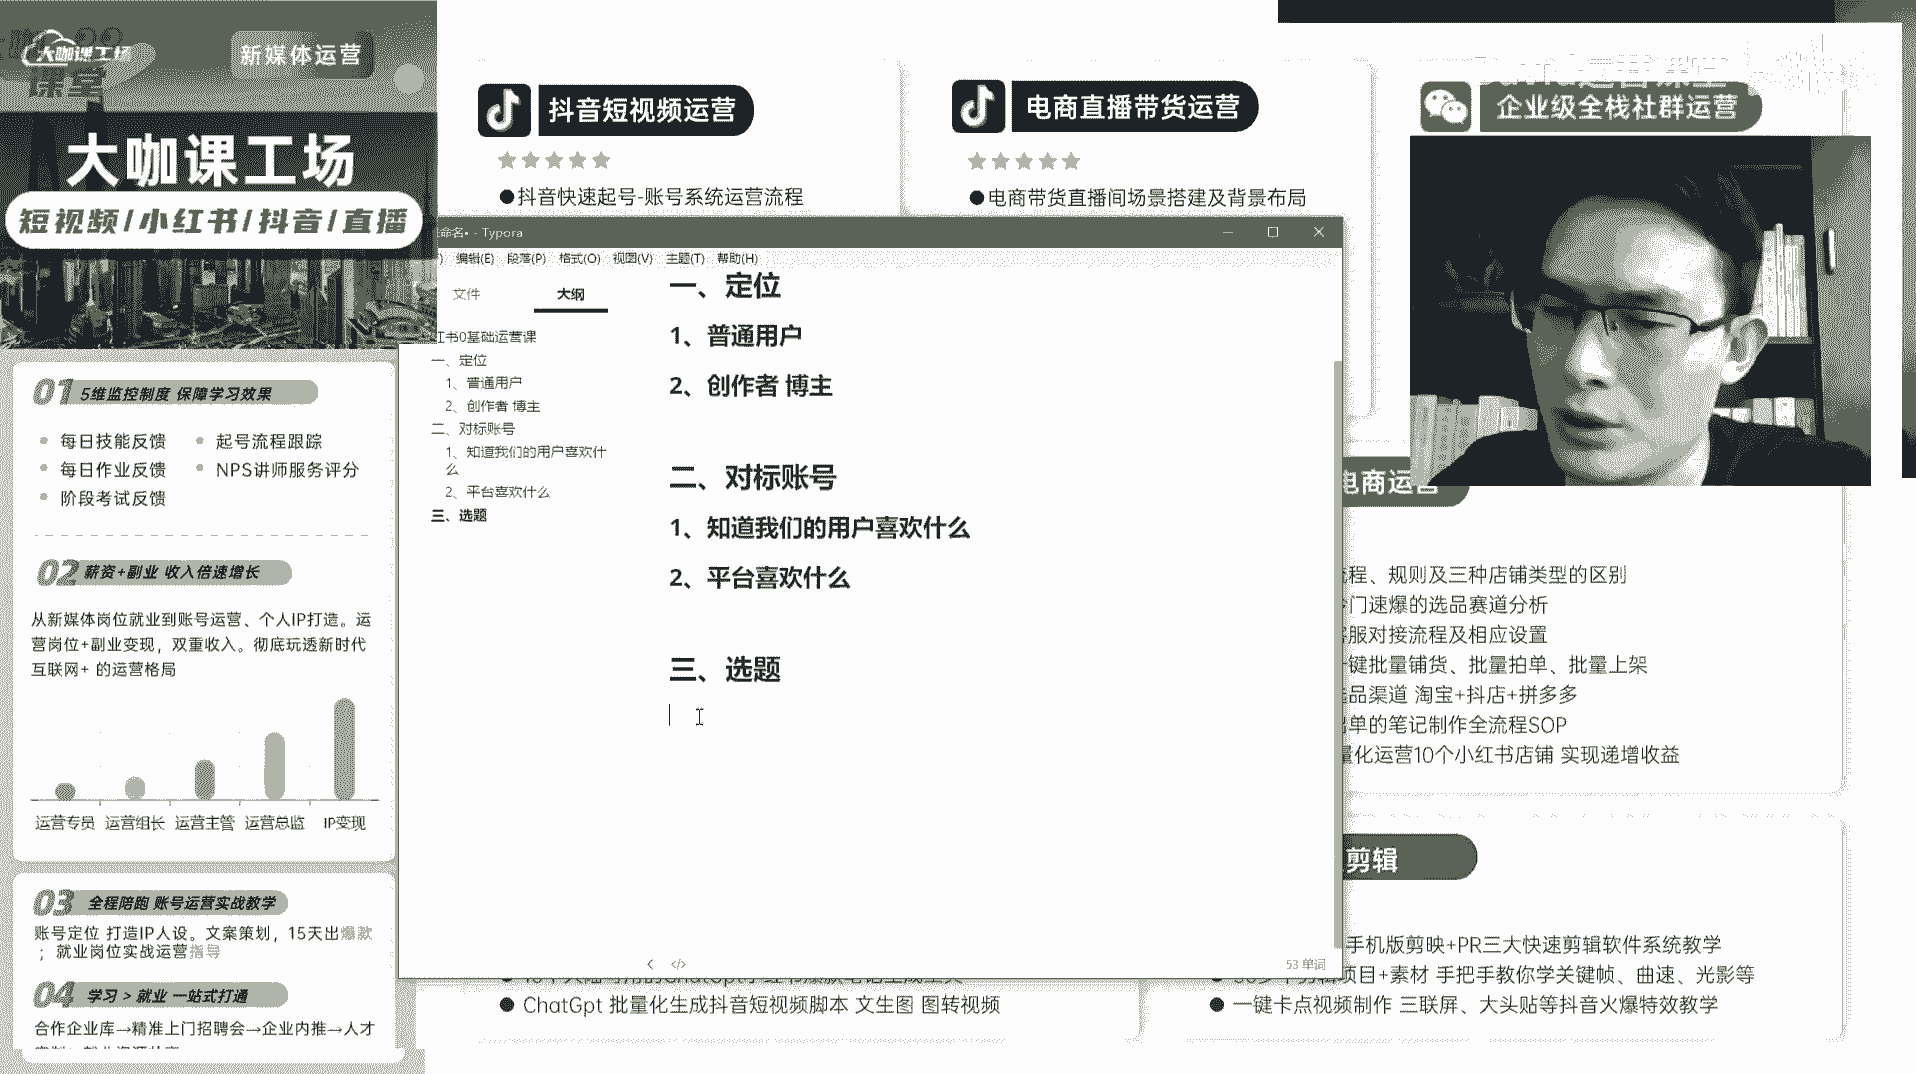 大咖课工场
课堂
新媒体运营
大咖课工场
短视频/小红书/抖音/直播
01 5维监控制度 保障学习效果
每日技能反馈
起号流程跟踪
每日作业反馈
NPS讲师服务评分
阶段考试反馈
02 薪资+副业 收入倍速增长
从新媒体岗位就业到账号运营、个人IP打造。运
营岗位+副业变现，双重收入。彻底玩透新时代
互联网+ 的运营格局
运营专员 运营组长 运营主管 运营总监 IP变现
03 全程陪跑 账号运营实战教学
账号定位 打造IP人设。文案策划，15天出爆款
；就业岗位实战运营指导
04 学习 > 就业 一站式打通
合作企业库→精准上门招聘会→企业内推→人才
抖音短视频运营
●抖音快速起号-账号系统运营流程
电商直播带货运营
●电商带货直播间场景搭建及背景布局
企业级全栈社群运营
命名• - Typora
编辑(E) 段落(P) 格式(O) 视图(V) 主题(T) 帮助(H)
文件
大纲
红书0基础运营课
一、定位
1、普通用户
2、创作者 博主
二、对标账号
1、知道我们的用户喜欢什
么
2、平台喜欢什么
三、选题
一、定位
1、普通用户
2、创作者 博主
二、对标账号
1、知道我们的用户喜欢什么
2、平台喜欢什么
三、选题
53 单词
电商运营
流程、规则及三种店铺类型的区别
冷门速爆的选品赛道分析
客服对接流程及相应设置
一键批量铺货、批量拍单、批量上架
选品渠道 淘宝+抖店+拼多多
出单的笔记制作全流程SOP
量化运营10个小红书店铺 实现递增收益
剪辑
手机版剪映+PR三大快速剪辑软件系统教学
项目+素材 手把手教你学关键帧、曲速、光影等
● 一键卡点视频制作 三联屏、大头贴等抖音火爆特效教学
● ChatGpt 批量化生成抖音短视频脚本 文生图 图转视频